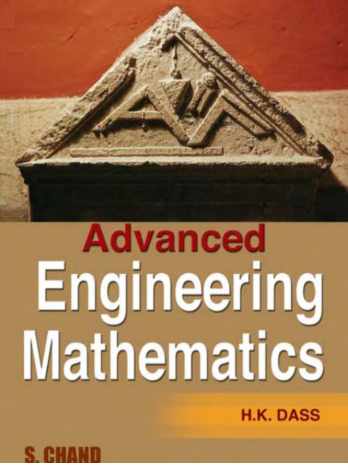 Advanced
Engineering
Mathematics
H.K. DASS
S. CHAND